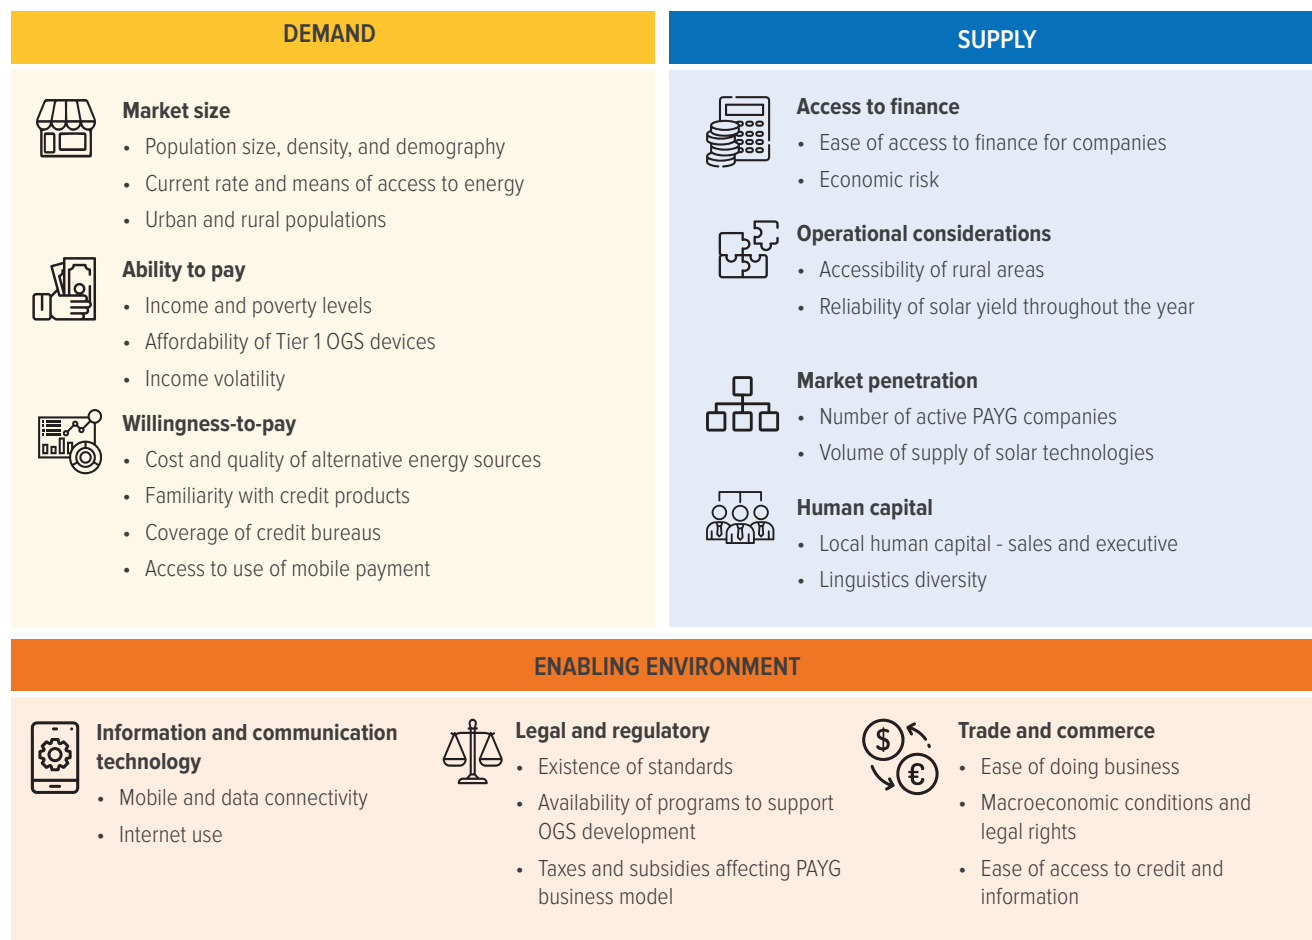 DEMAND
Market size
• Population size, density, and demography
• Current rate and means of access to energy
• Urban and rural populations
Ability to pay
• Income and poverty levels
• Affordability of Tier 1 OGS devices
• Income volatility
Willingness-to-pay
• Cost and quality of alternative energy sources
• Familiarity with credit products
• Coverage of credit bureaus
• Access to use of mobile payment
SUPPLY
Access to finance
• Ease of access to finance for companies
• Economic risk
Operational considerations
• Accessibility of rural areas
• Reliability of solar yield throughout the year
Market penetration
• Number of active PAYG companies
• Volume of supply of solar technologies
Human capital
• Local human capital - sales and executive
• Linguistics diversity
ENABLING ENVIRONMENT
Information and communication
technology
• Mobile and data connectivity
• Internet use
Legal and regulatory
• Existence of standards
• Availability of programs to support
OGS development
• Taxes and subsidies affecting PAYG
business model
$
€
Trade and commerce
• Ease of doing business
• Macroeconomic conditions and
legal rights
• Ease of access to credit and
information